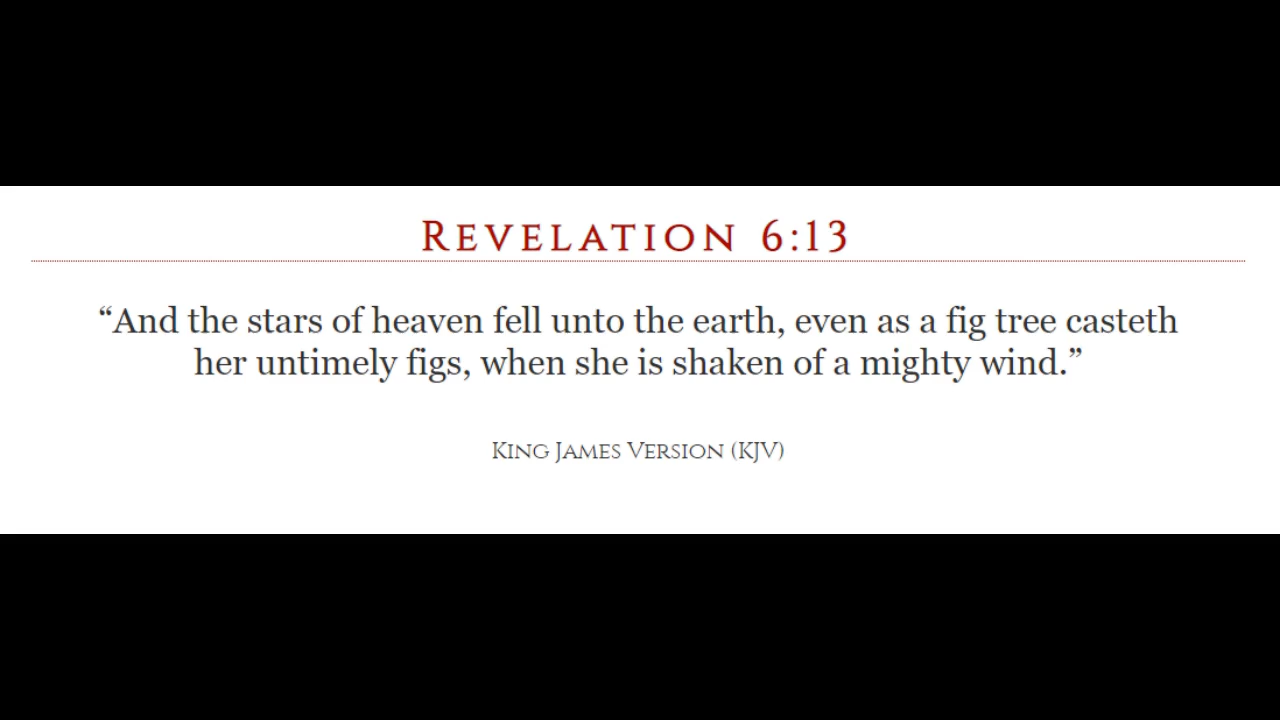 Revelation 6:13
“And the stars of heaven fell unto the earth, even as a fig tree casteth
her untimely figs, when she is shaken of a mighty wind.”
King James Version (KJV)